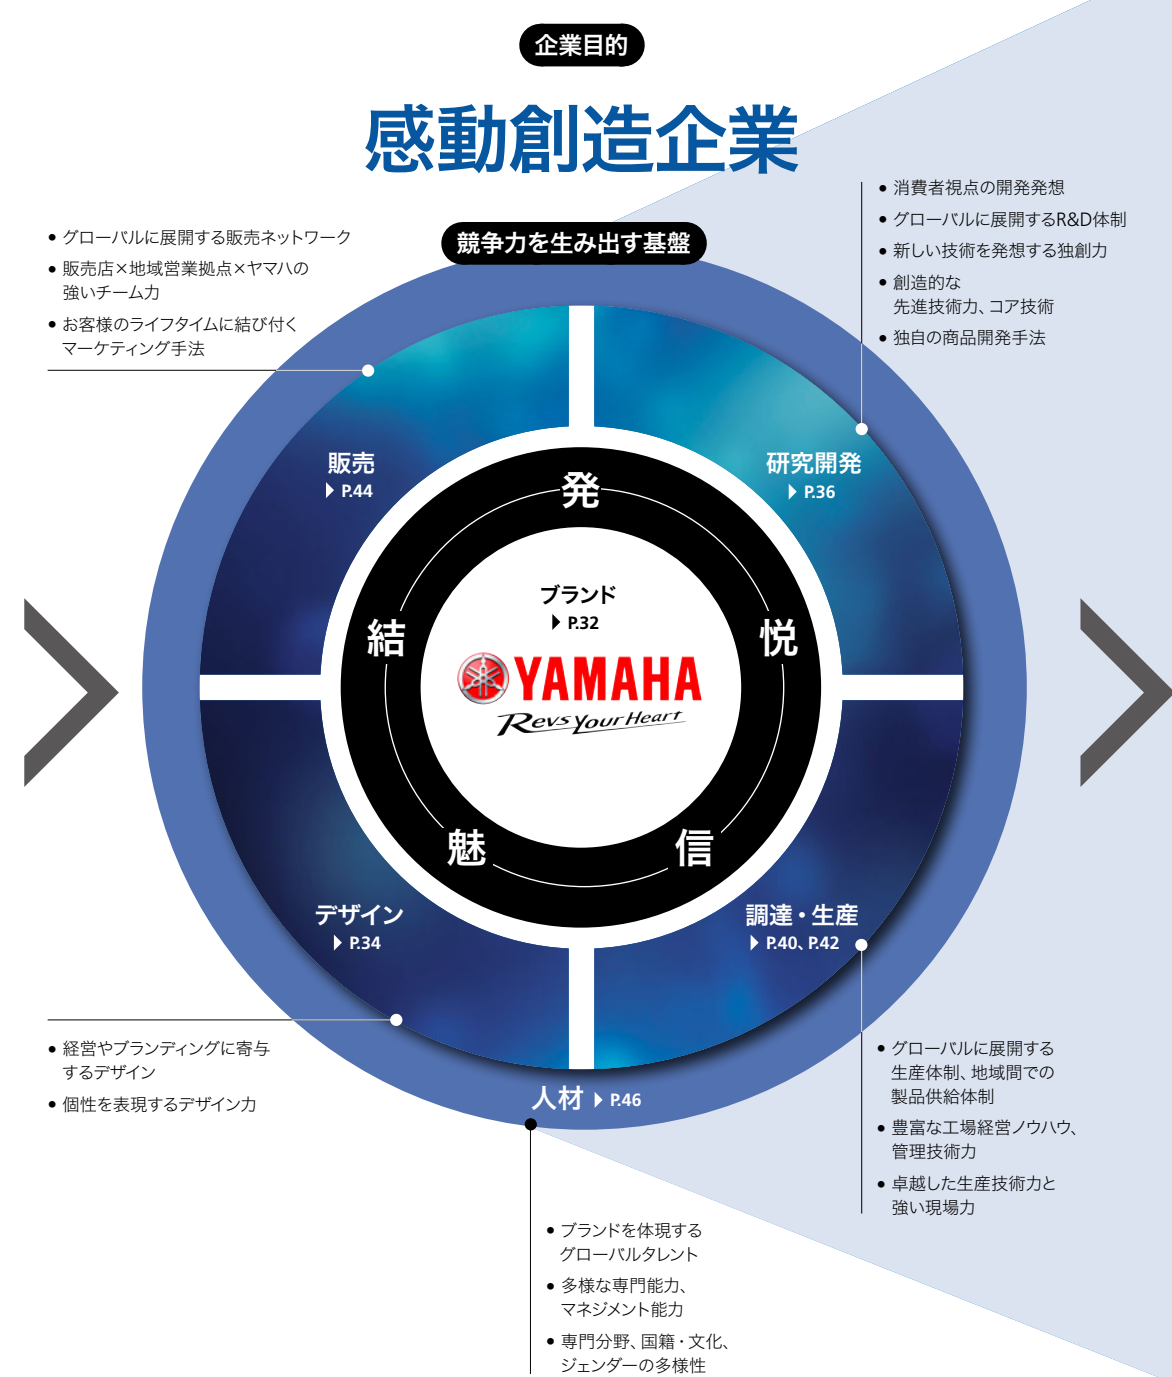 企業目的
感動創造企業
競争力を生み出す基盤
• グローバルに展開する販売ネットワーク
• 販売店×地域営業拠点×ヤマハの
強いチーム力
• お客様のライフタイムに結び付く
マーケティング手法
• 消費者視点の開発発想
• グローバルに展開するR&D体制
• 新しい技術を発想する独創力
• 創造的な
先進技術力、コア技術
• 独自の商品開発手法
販売
P.44
研究開発
P.36
発
悦
信
魅
結
ブランド
P.32
YAMAHA
Revs Your Heart
デザイン
P.34
調達・生産
P.40、P.42
人材 P.46
• 経営やブランディングに寄与
するデザイン
• 個性を表現するデザイン力
• グローバルに展開する
生産体制、地域間での
製品供給体制
• 豊富な工場経営ノウハウ、
管理技術力
• 卓越した生産技術力と
強い現場力
• ブランドを体現する
グローバルタレント
• 多様な専門能力、
マネジメント能力
• 専門分野、国籍・文化、
ジェンダーの多様性